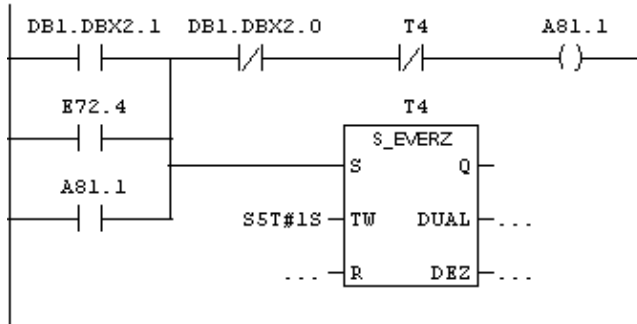 DB1.DBX2.1 DB1.DBX2.0 T4 A81.1
E72.4 T4
S_EVERZ
S Q
A81.1
S5T#1S TW DUAL ...
... R DEZ ...